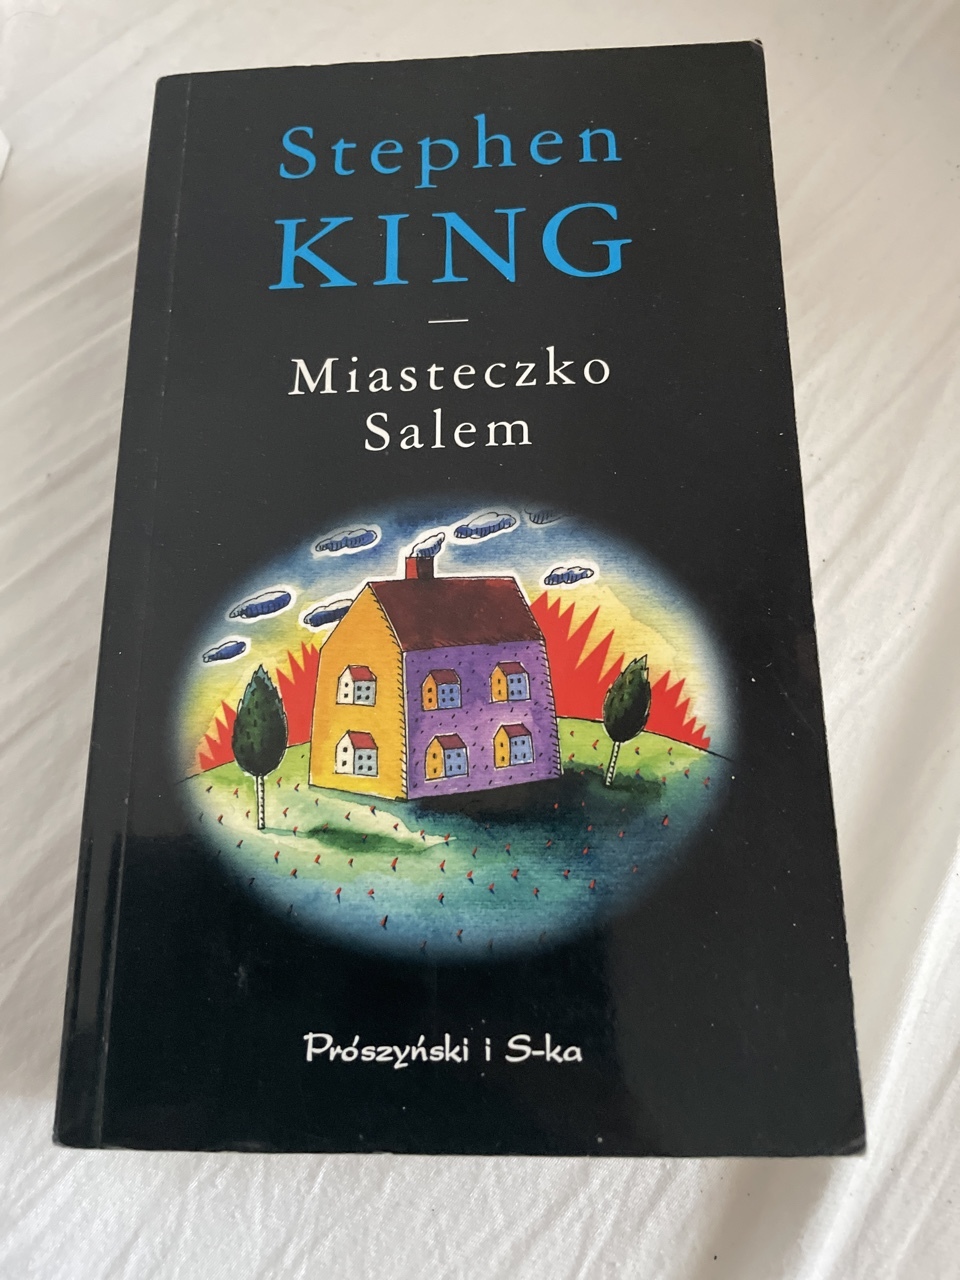 Stephen
KING
Miasteczko
Salem
Prószyński i S-ka